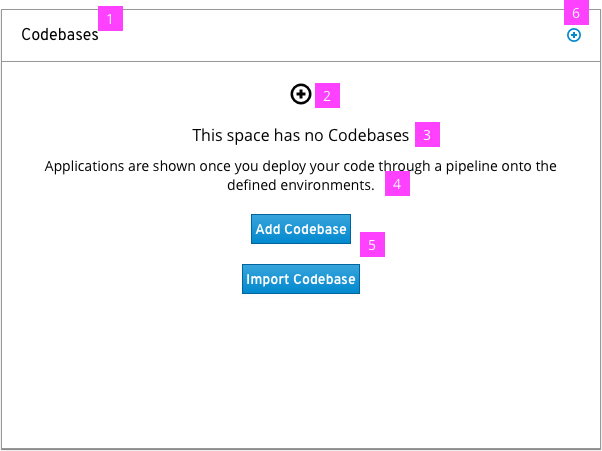 1
6
Codebases
2
This space has no Codebases 3
Applications are shown once you deploy your code through a pipeline onto the
defined environments. 4
Add Codebase
5
Import Codebase